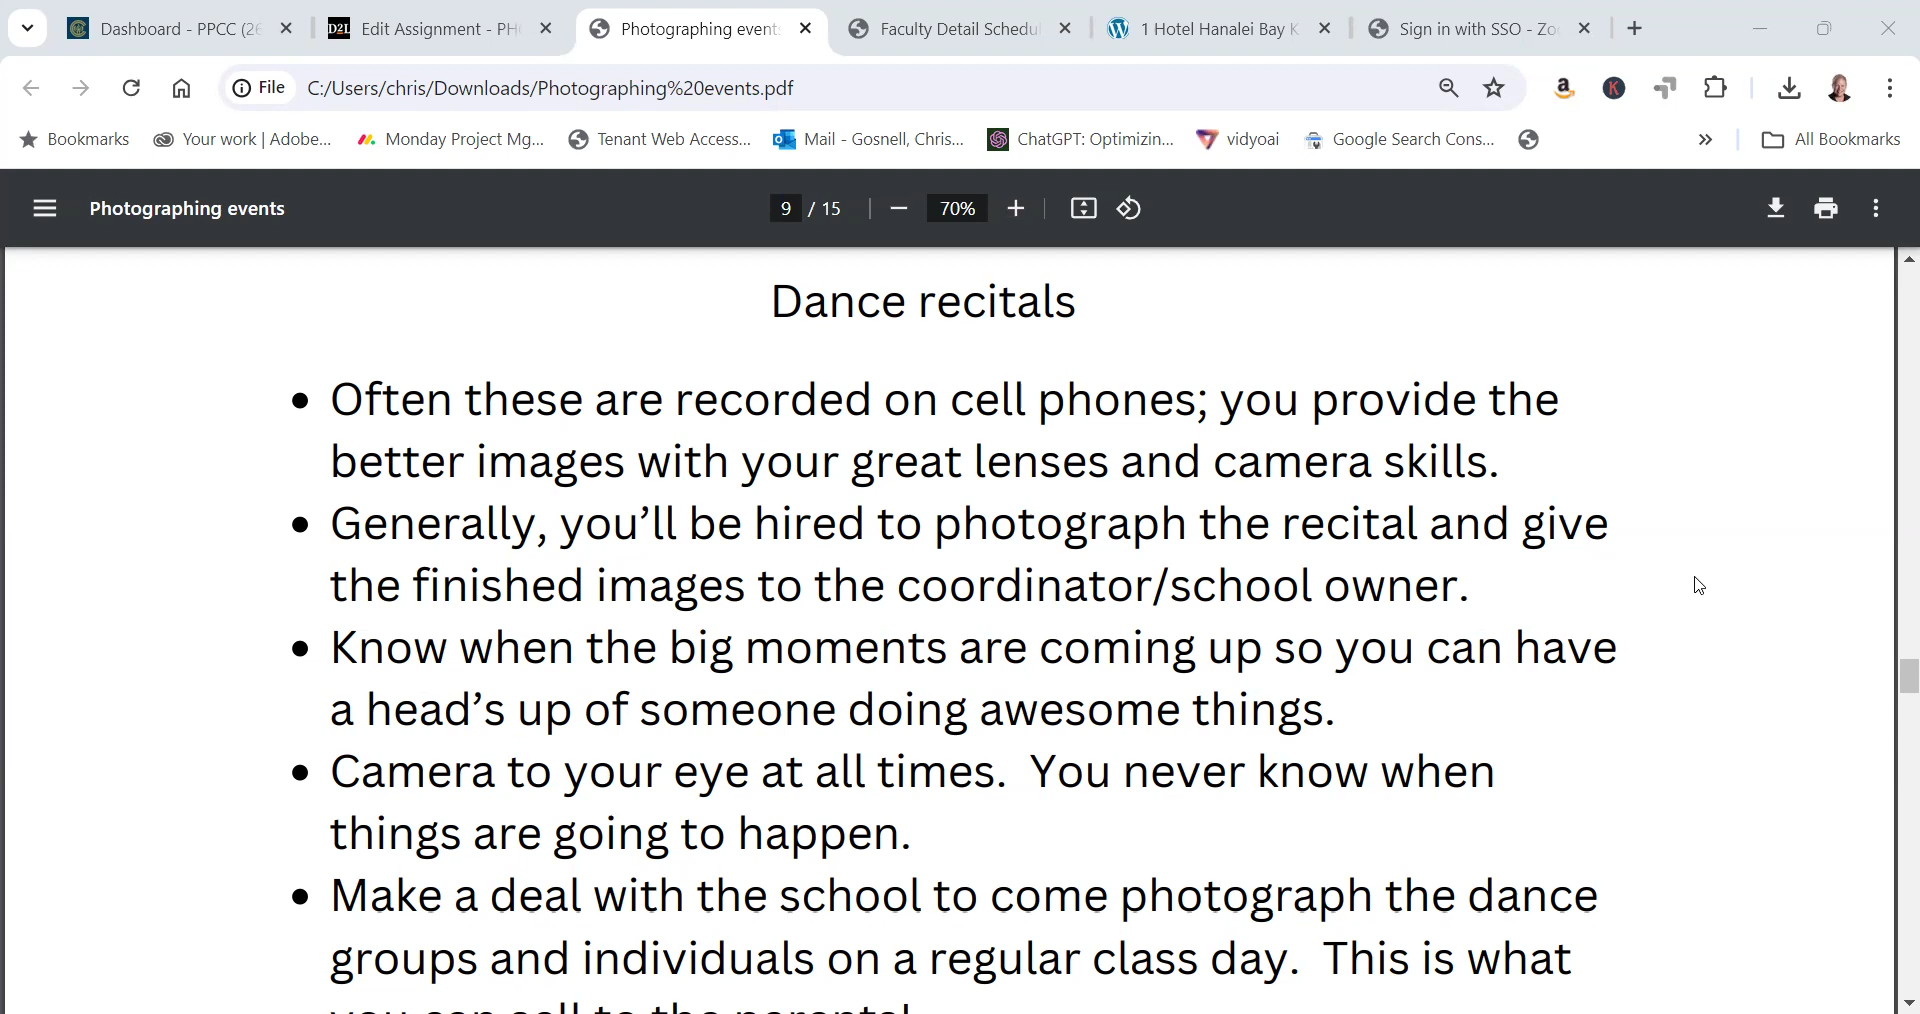 Dashboard - PPCC (26
Edit Assignment - PH
Photographing event
Faculty Detail Schedu
1 Hotel Hanalei Bay K
Sign in with SSO - Zo
File
C:/Users/chris/Downloads/Photographing%20events.pdf
Bookmarks
Your work | Adobe...
Monday Project Mg...
Tenant Web Access...
Mail - Gosnell, Chris...
ChatGPT: Optimizin...
vidyoai
Google Search Cons...
All Bookmarks
Photographing events
9 / 15
70%
Dance recitals
• Often these are recorded on cell phones; you provide the
better images with your great lenses and camera skills.
• Generally, you’ll be hired to photograph the recital and give
the finished images to the coordinator/school owner.
• Know when the big moments are coming up so you can have
a head’s up of someone doing awesome things.
• Camera to your eye at all times.  You never know when
things are going to happen.
• Make a deal with the school to come photograph the dance
groups and individuals on a regular class day.  This is what
you can sell to the parents!